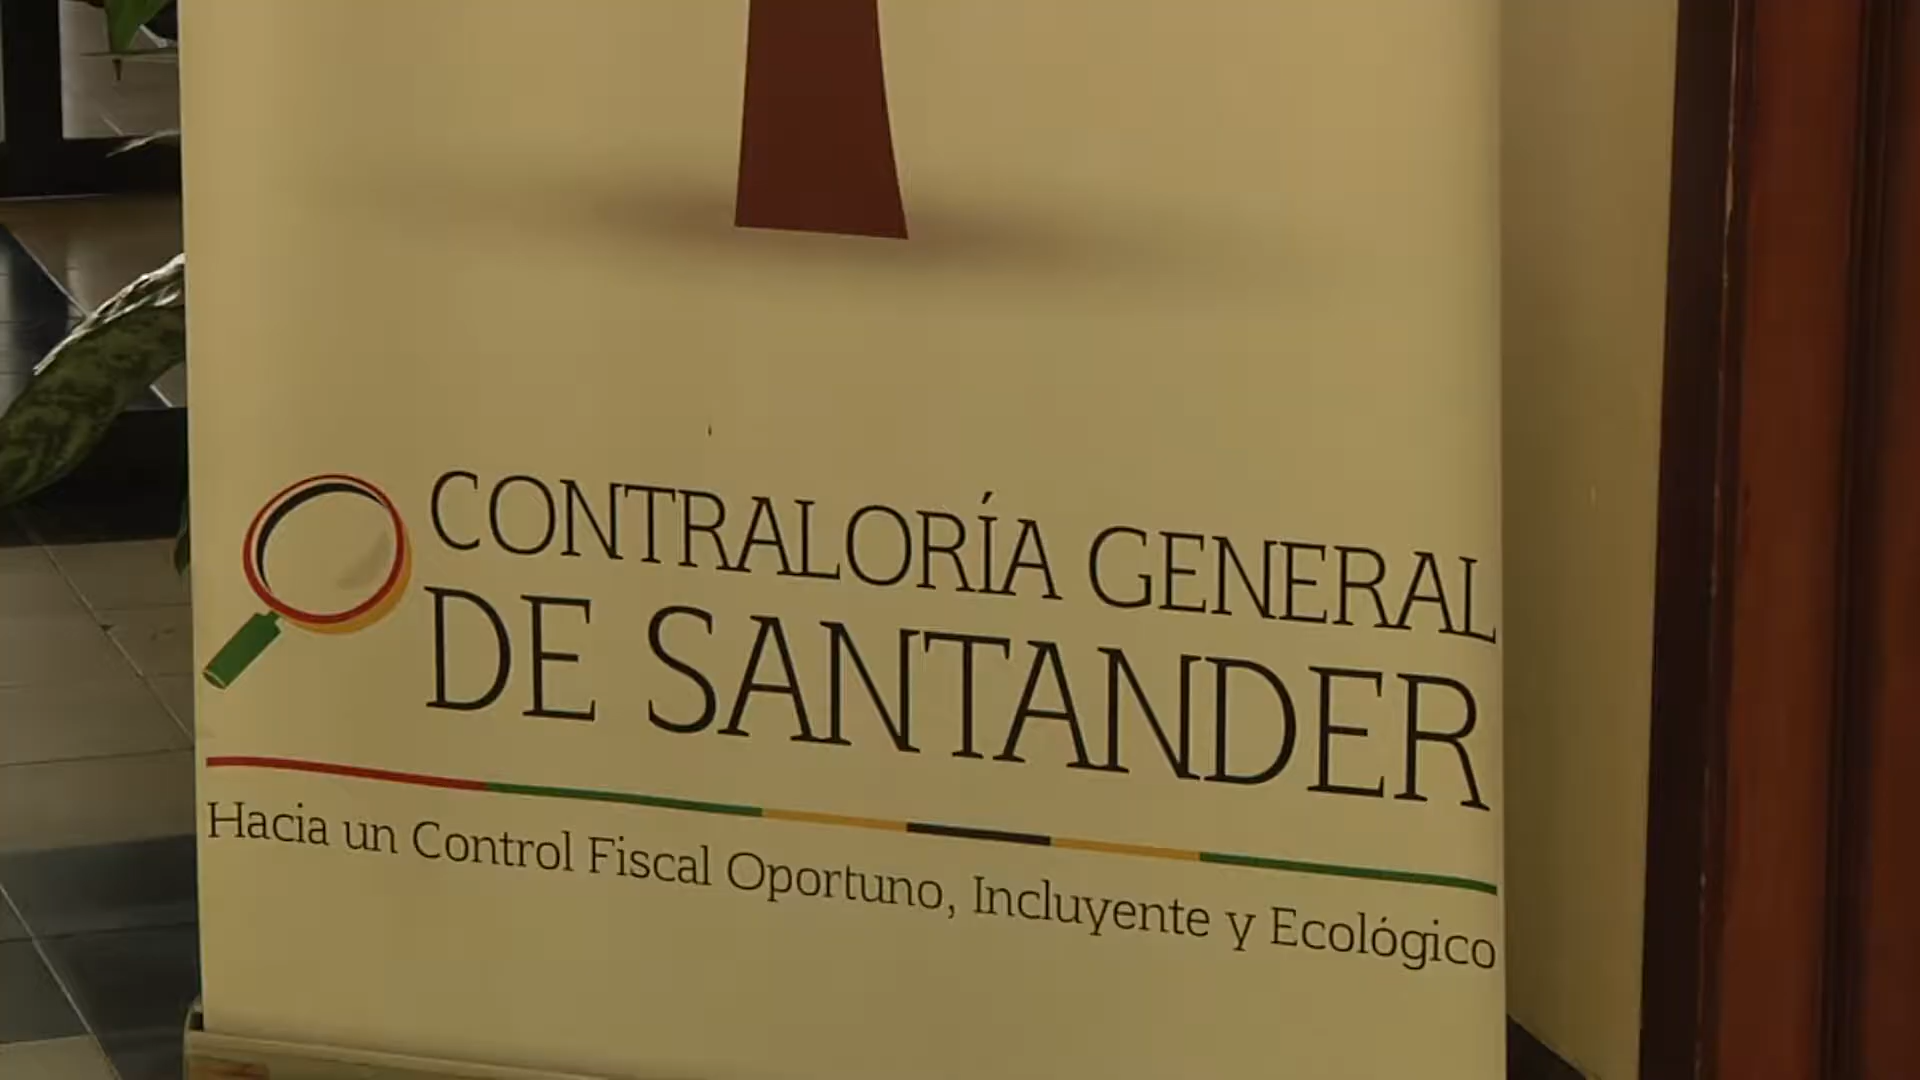 CONTRALORÍA GENERAL
DE SANTANDER
Hacia un Control Fiscal Oportuno, Incluyente y Ecológico